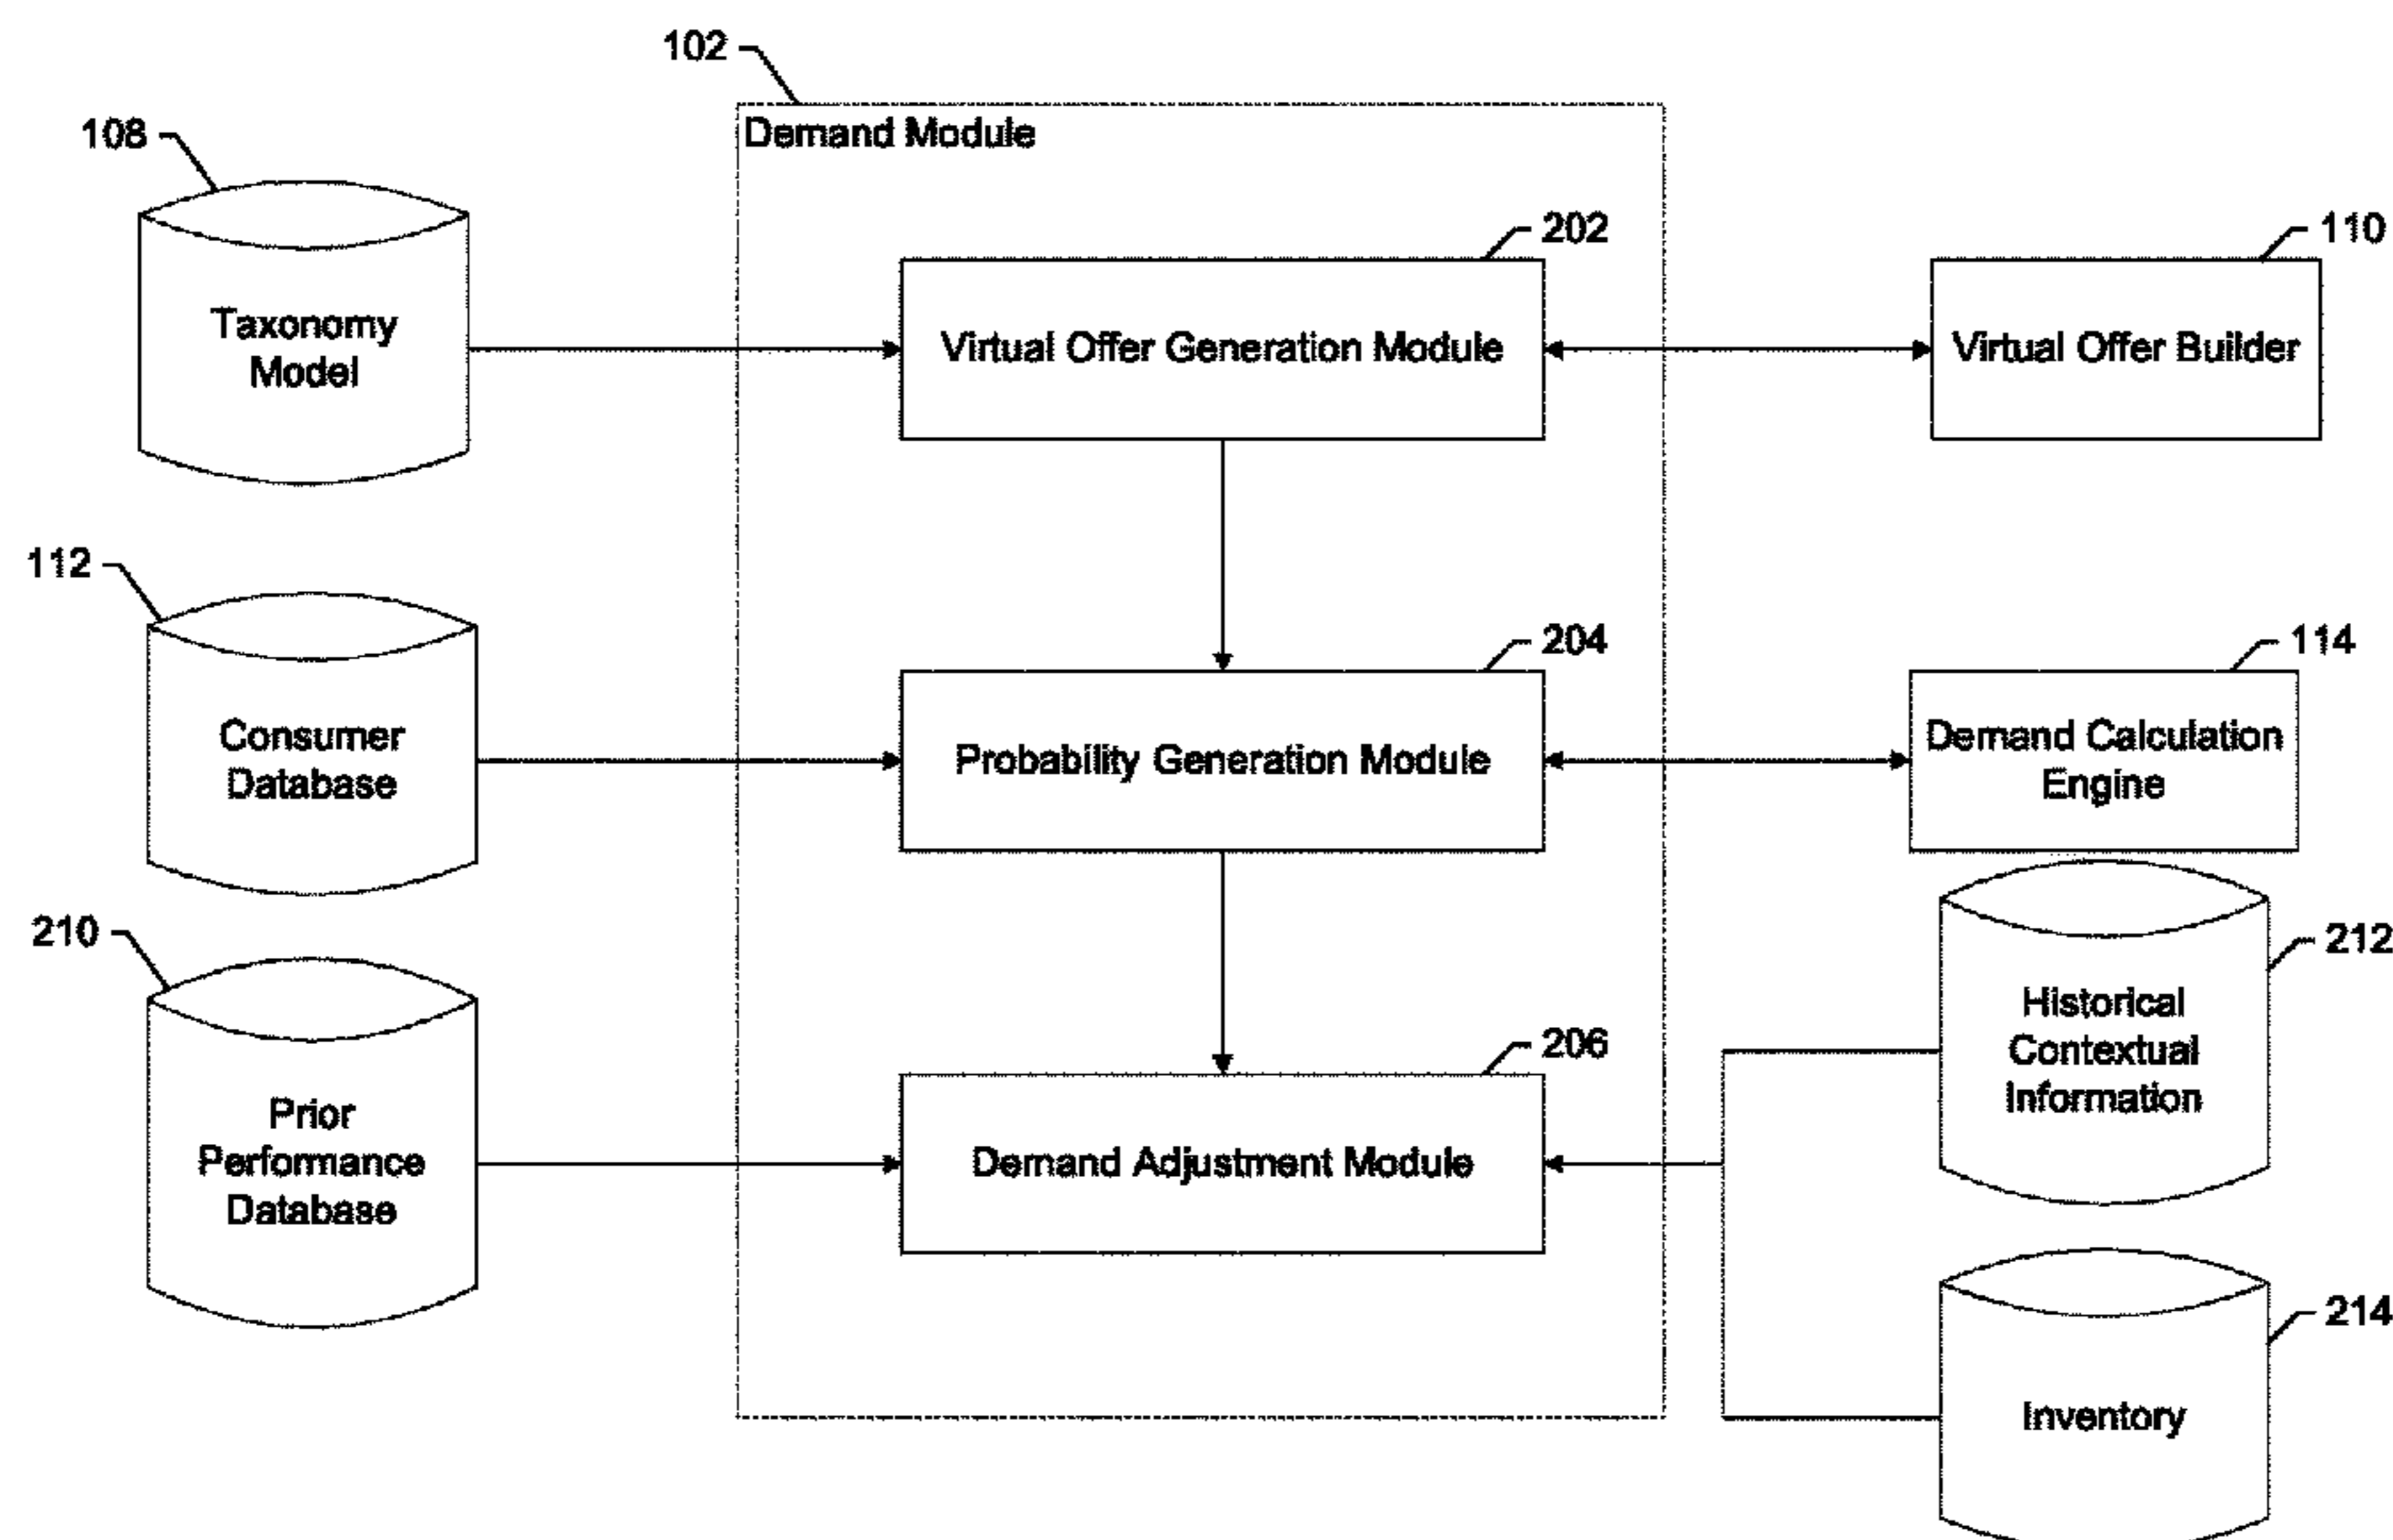 102
108
Demand Module
202
110
Taxonomy
Model
Virtual Offer Generation Module
Virtual Offer Builder
112
204
114
Consumer
Database
Probability Generation Module
Demand Calculation
Engine
210
212
Historical
Contextual
Information
206
Prior
Performance
Database
Demand Adjustment Module
214
Inventory